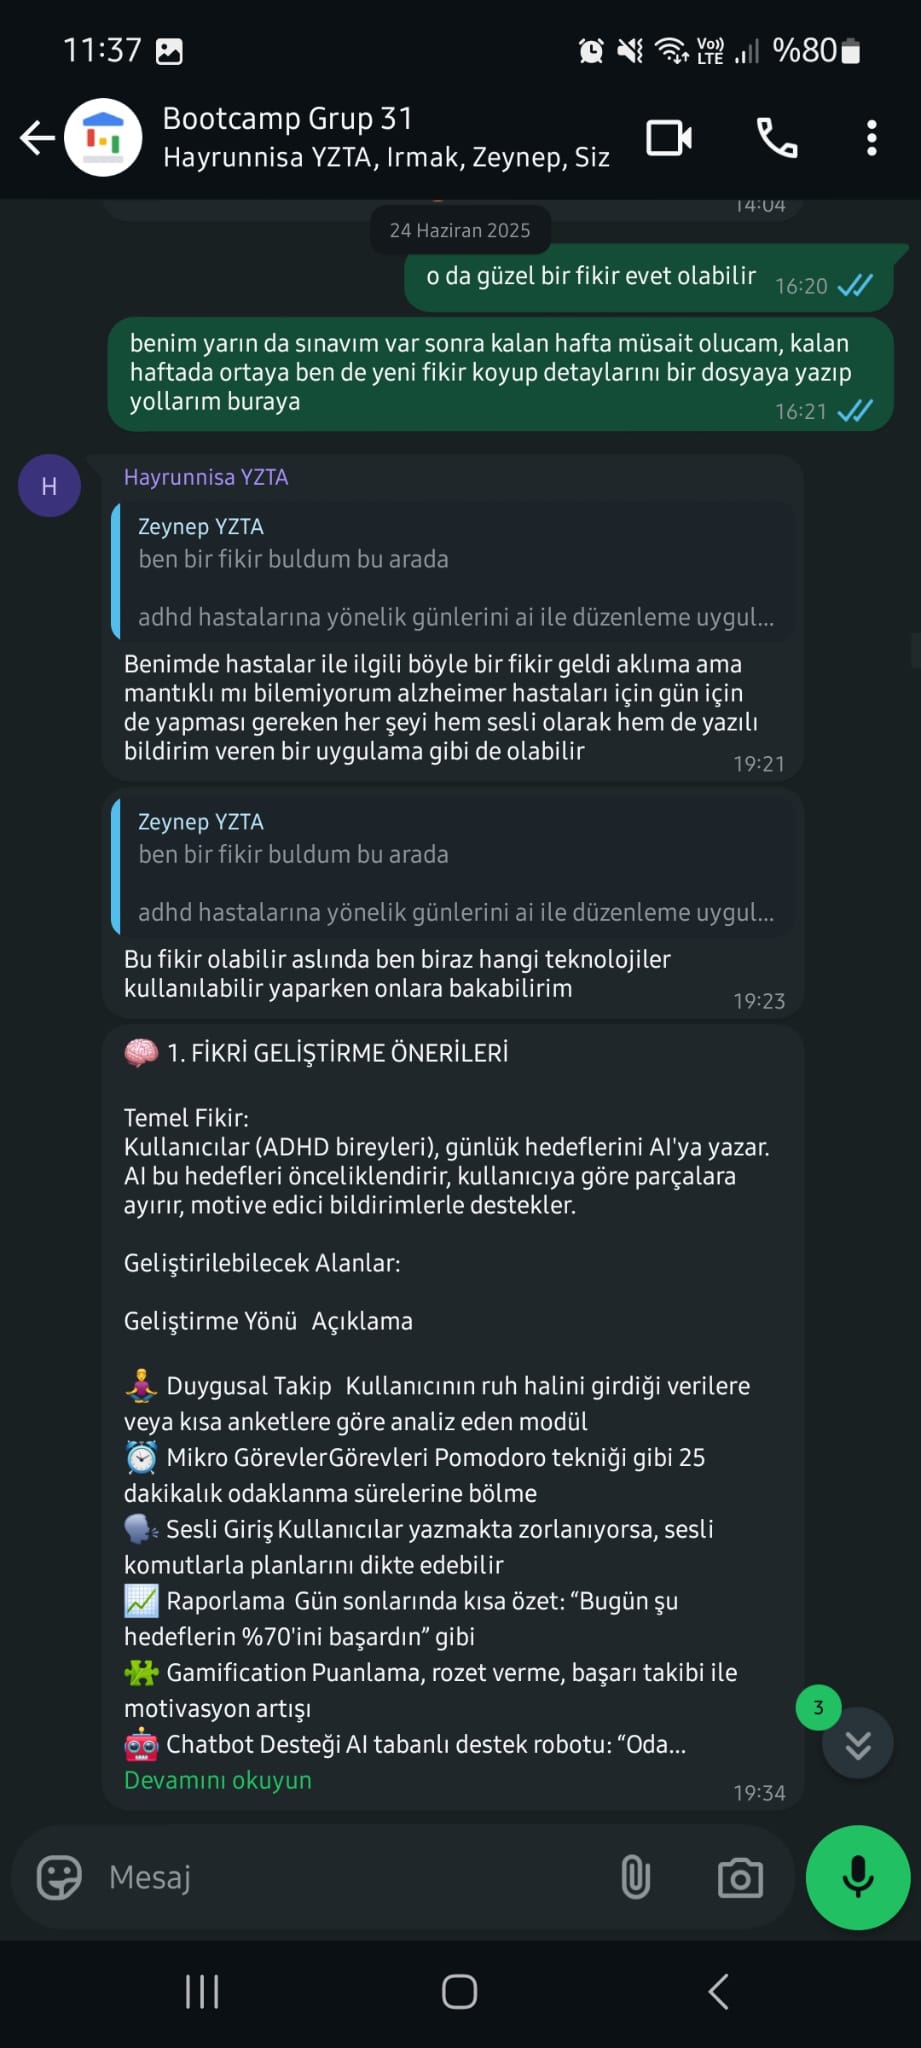 11:37
Vo))
LTE
%80
Bootcamp Grup 31
Hayrunnisa YZTA, Irmak, Zeynep, Siz
14:04
24 Haziran 2025
o da güzel bir fikir evet olabilir
16:20
benim yarın da sınavım var sonra kalan hafta müsait olucam, kalan
haftada ortaya ben de yeni fikir koyup detaylarını bir dosyaya yazıp
yollarım buraya
16:21
H
Hayrunnisa YZTA
Zeynep YZTA
ben bir fikir buldum bu arada
adhd hastalarına yönelik günlerini ai ile düzenleme uygul...
Benimde hastalar ile ilgili böyle bir fikir geldi aklıma ama
mantıklı mı bilemiyorum alzheimer hastaları için gün için
de yapması gereken her şeyi hem sesli olarak hem de yazılı
bildirim veren bir uygulama gibi de olabilir
19:21
Zeynep YZTA
ben bir fikir buldum bu arada
adhd hastalarına yönelik günlerini ai ile düzenleme uygul...
Bu fikir olabilir aslında ben biraz hangi teknolojiler
kullanılabilir yaparken onlara bakabilirim
19:23
🧠 1. FİKRİ GELİŞTİRME ÖNERİLERİ
Temel Fikir:
Kullanıcılar (ADHD bireyleri), günlük hedeflerini AI'ya yazar.
AI bu hedefleri önceliklendirir, kullanıcıya göre parçalara
ayırır, motive edici bildirimlerle destekler.
Geliştirilebilecek Alanlar:
Geliştirme Yönü Açıklama
🧘 Duygusal Takip Kullanıcının ruh halini girdiği verilere
veya kısa anketlere göre analiz eden modül
⏰ Mikro GörevlerGörevleri Pomodoro tekniği gibi 25
dakikalık odaklanma sürelerine bölme
🗣️ Sesli Giriş Kullanıcılar yazmakta zorlanıyorsa, sesli
komutlarla planlarını dikte edebilir
📈 Raporlama Gün sonlarında kısa özet: “Bugün şu
hedeflerin %70'ini başardın” gibi
🧩 Gamification Puanlama, rozet verme, başarı takibi ile
motivasyon artışı
🤖 Chatbot Desteği AI tabanlı destek robotu: “Oda...
Devamını okuyun
19:34
3
Mesaj